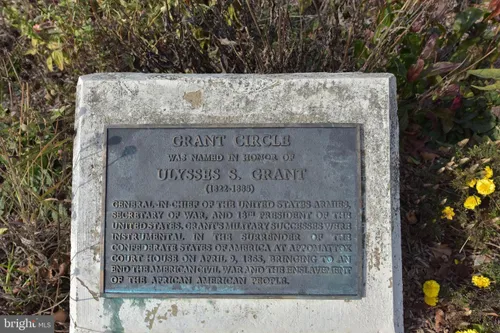 GRANT CIRCLE
WAS NAMED IN HONOR OF
ULYSSES S. GRANT
(1822-1885)
GENERAL-IN-CHIEF OF THE UNITED STATES ARMIES,
SECRETARY OF WAR, AND 18TH PRESIDENT OF THE
UNITED STATES. GRANT'S MILITARY SUCCESSES WERE
INSTRUMENTAL IN THE SURRENDER OF THE
CONFEDERATE STATES OF AMERICA AT APPOMATTOX
COURT HOUSE ON APRIL 9, 1865, BRINGING TO AN
END THE AMERICAN CIVIL WAR AND THE ENSLAVEMENT
OF THE AFRICAN AMERICAN PEOPLE.
bright MLS